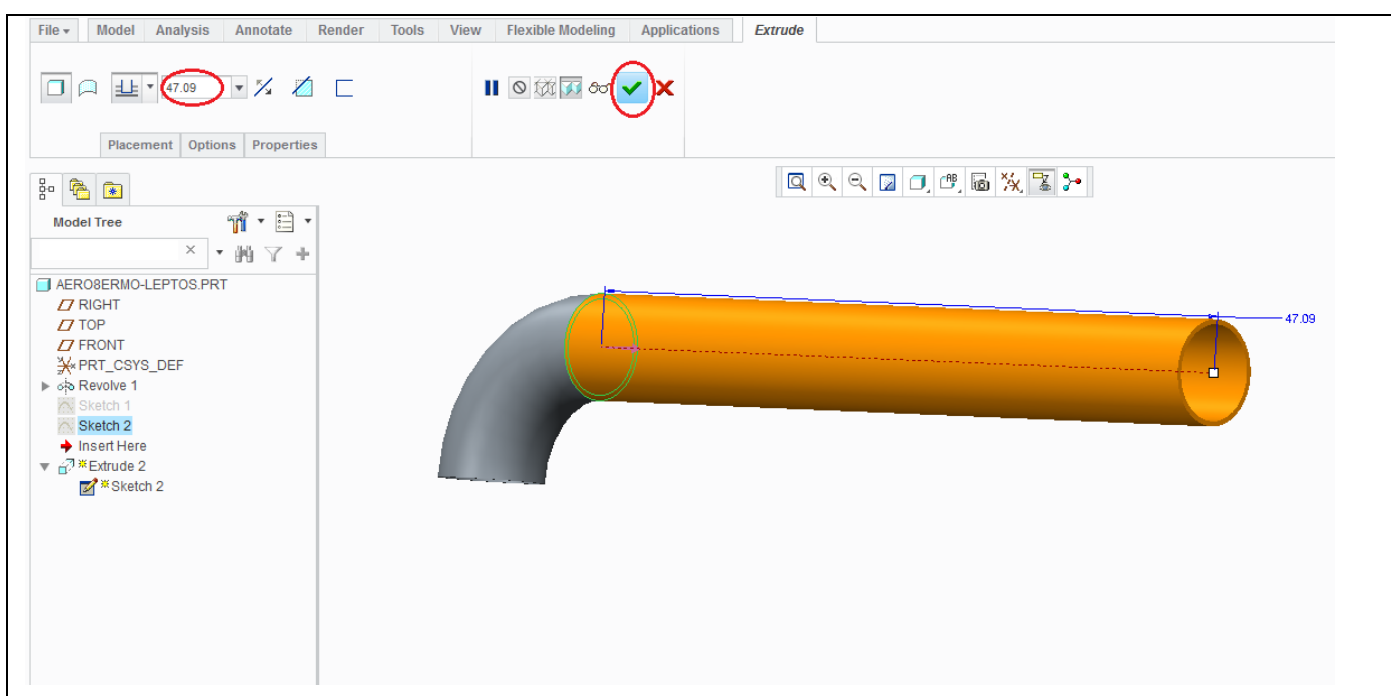 File Model Analysis Annotate Render Tools View Flexible Modeling Applications Extrude
47.09
Placement Options Properties
Model Tree
AERO8ERMO-LEPTOS.PRT
RIGHT
TOP
FRONT
PRT_CSYS_DEF
Revolve 1
Sketch 1
Sketch 2
Insert Here
Extrude 2
Sketch 2
47.09